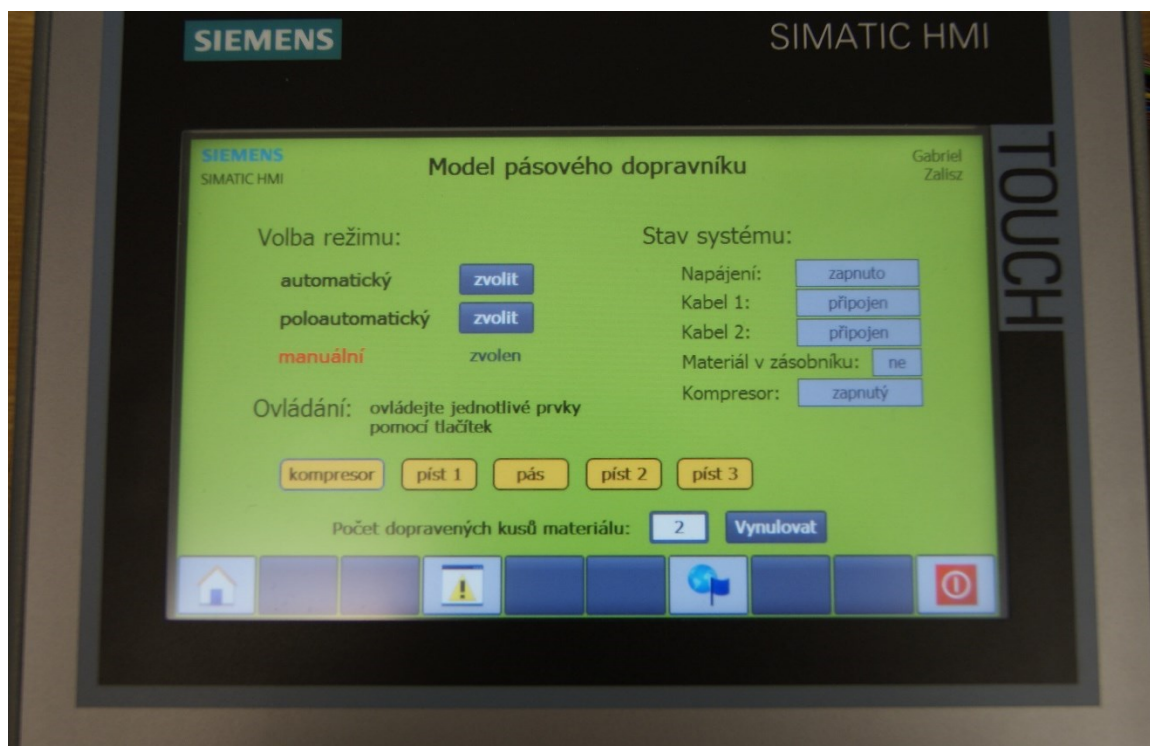 SIEMENS
SIMATIC HMI
TOUCH
SIEMENS
SIMATIC HMI
Model pásového dopravníku
Gabriel
Zalisz
Volba režimu:
automatický zvolit
poloautomatický zvolit
manuální zvolen
Stav systému:
Napájení: zapnuto
Kabel 1: připojen
Kabel 2: připojen
Materiál v zásobníku: ne
Kompresor: zapnutý
Ovládání: ovládejte jednotlivé prvky
pomocí tlačítek
kompresor píst 1 pás píst 2 píst 3
Počet dopravených kusů materiálu: 2 Vynulovat